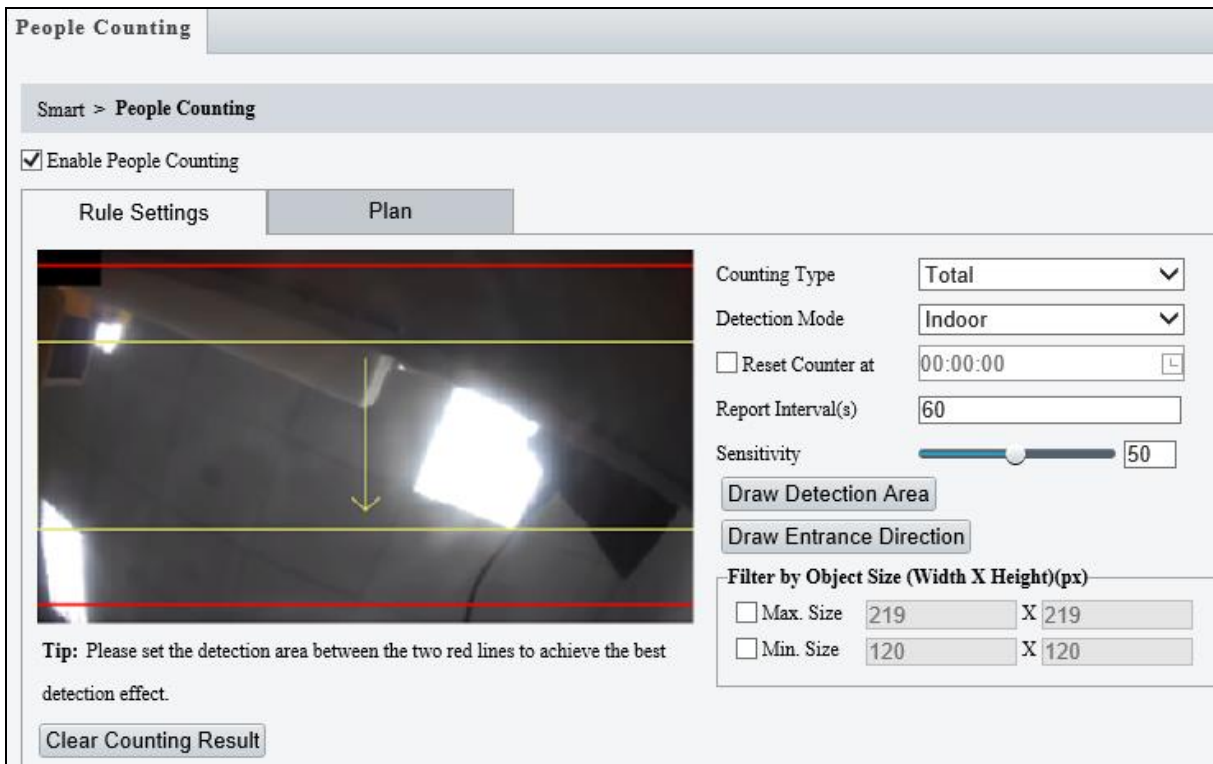 People Counting
Smart > People Counting
Enable People Counting
Rule Settings
Plan
Counting Type
Total
Detection Mode
Indoor
Reset Counter at
00:00:00
Report Interval(s)
60
Sensitivity
50
Draw Detection Area
Draw Entrance Direction
Filter by Object Size (Width X Height)(px)
Max. Size 219 X 219
Min. Size 120 X 120
Tip: Please set the detection area between the two red lines to achieve the best
detection effect.
Clear Counting Result